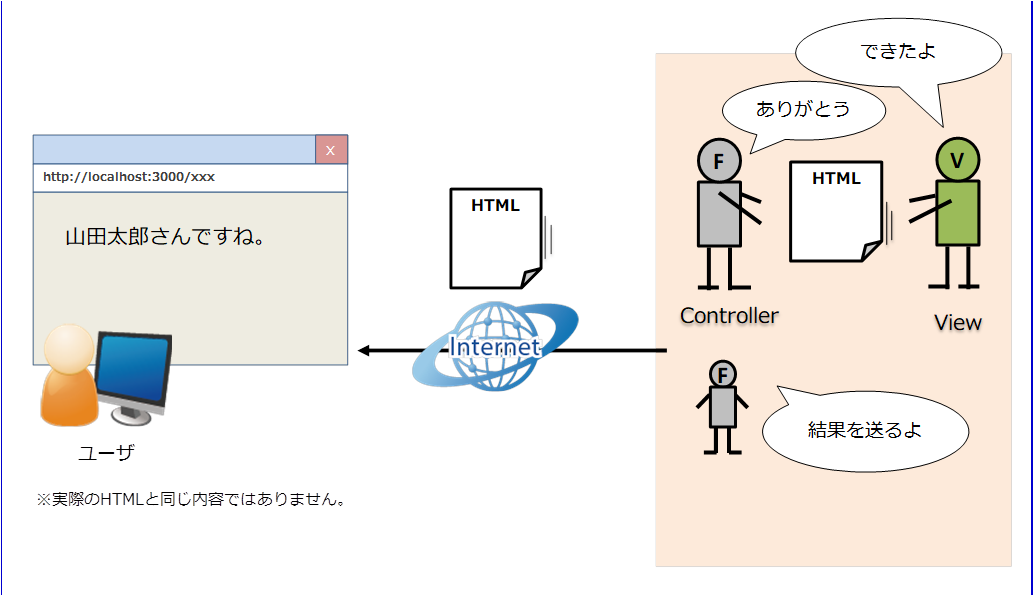 できたよ
ありがとう
X
http://localhost:3000/xxx
山田太郎さんですね。
HTML
F
HTML
V
Internet
Controller
View
F
結果を送るよ
ユーザ
※実際のHTMLと同じ内容ではありません。